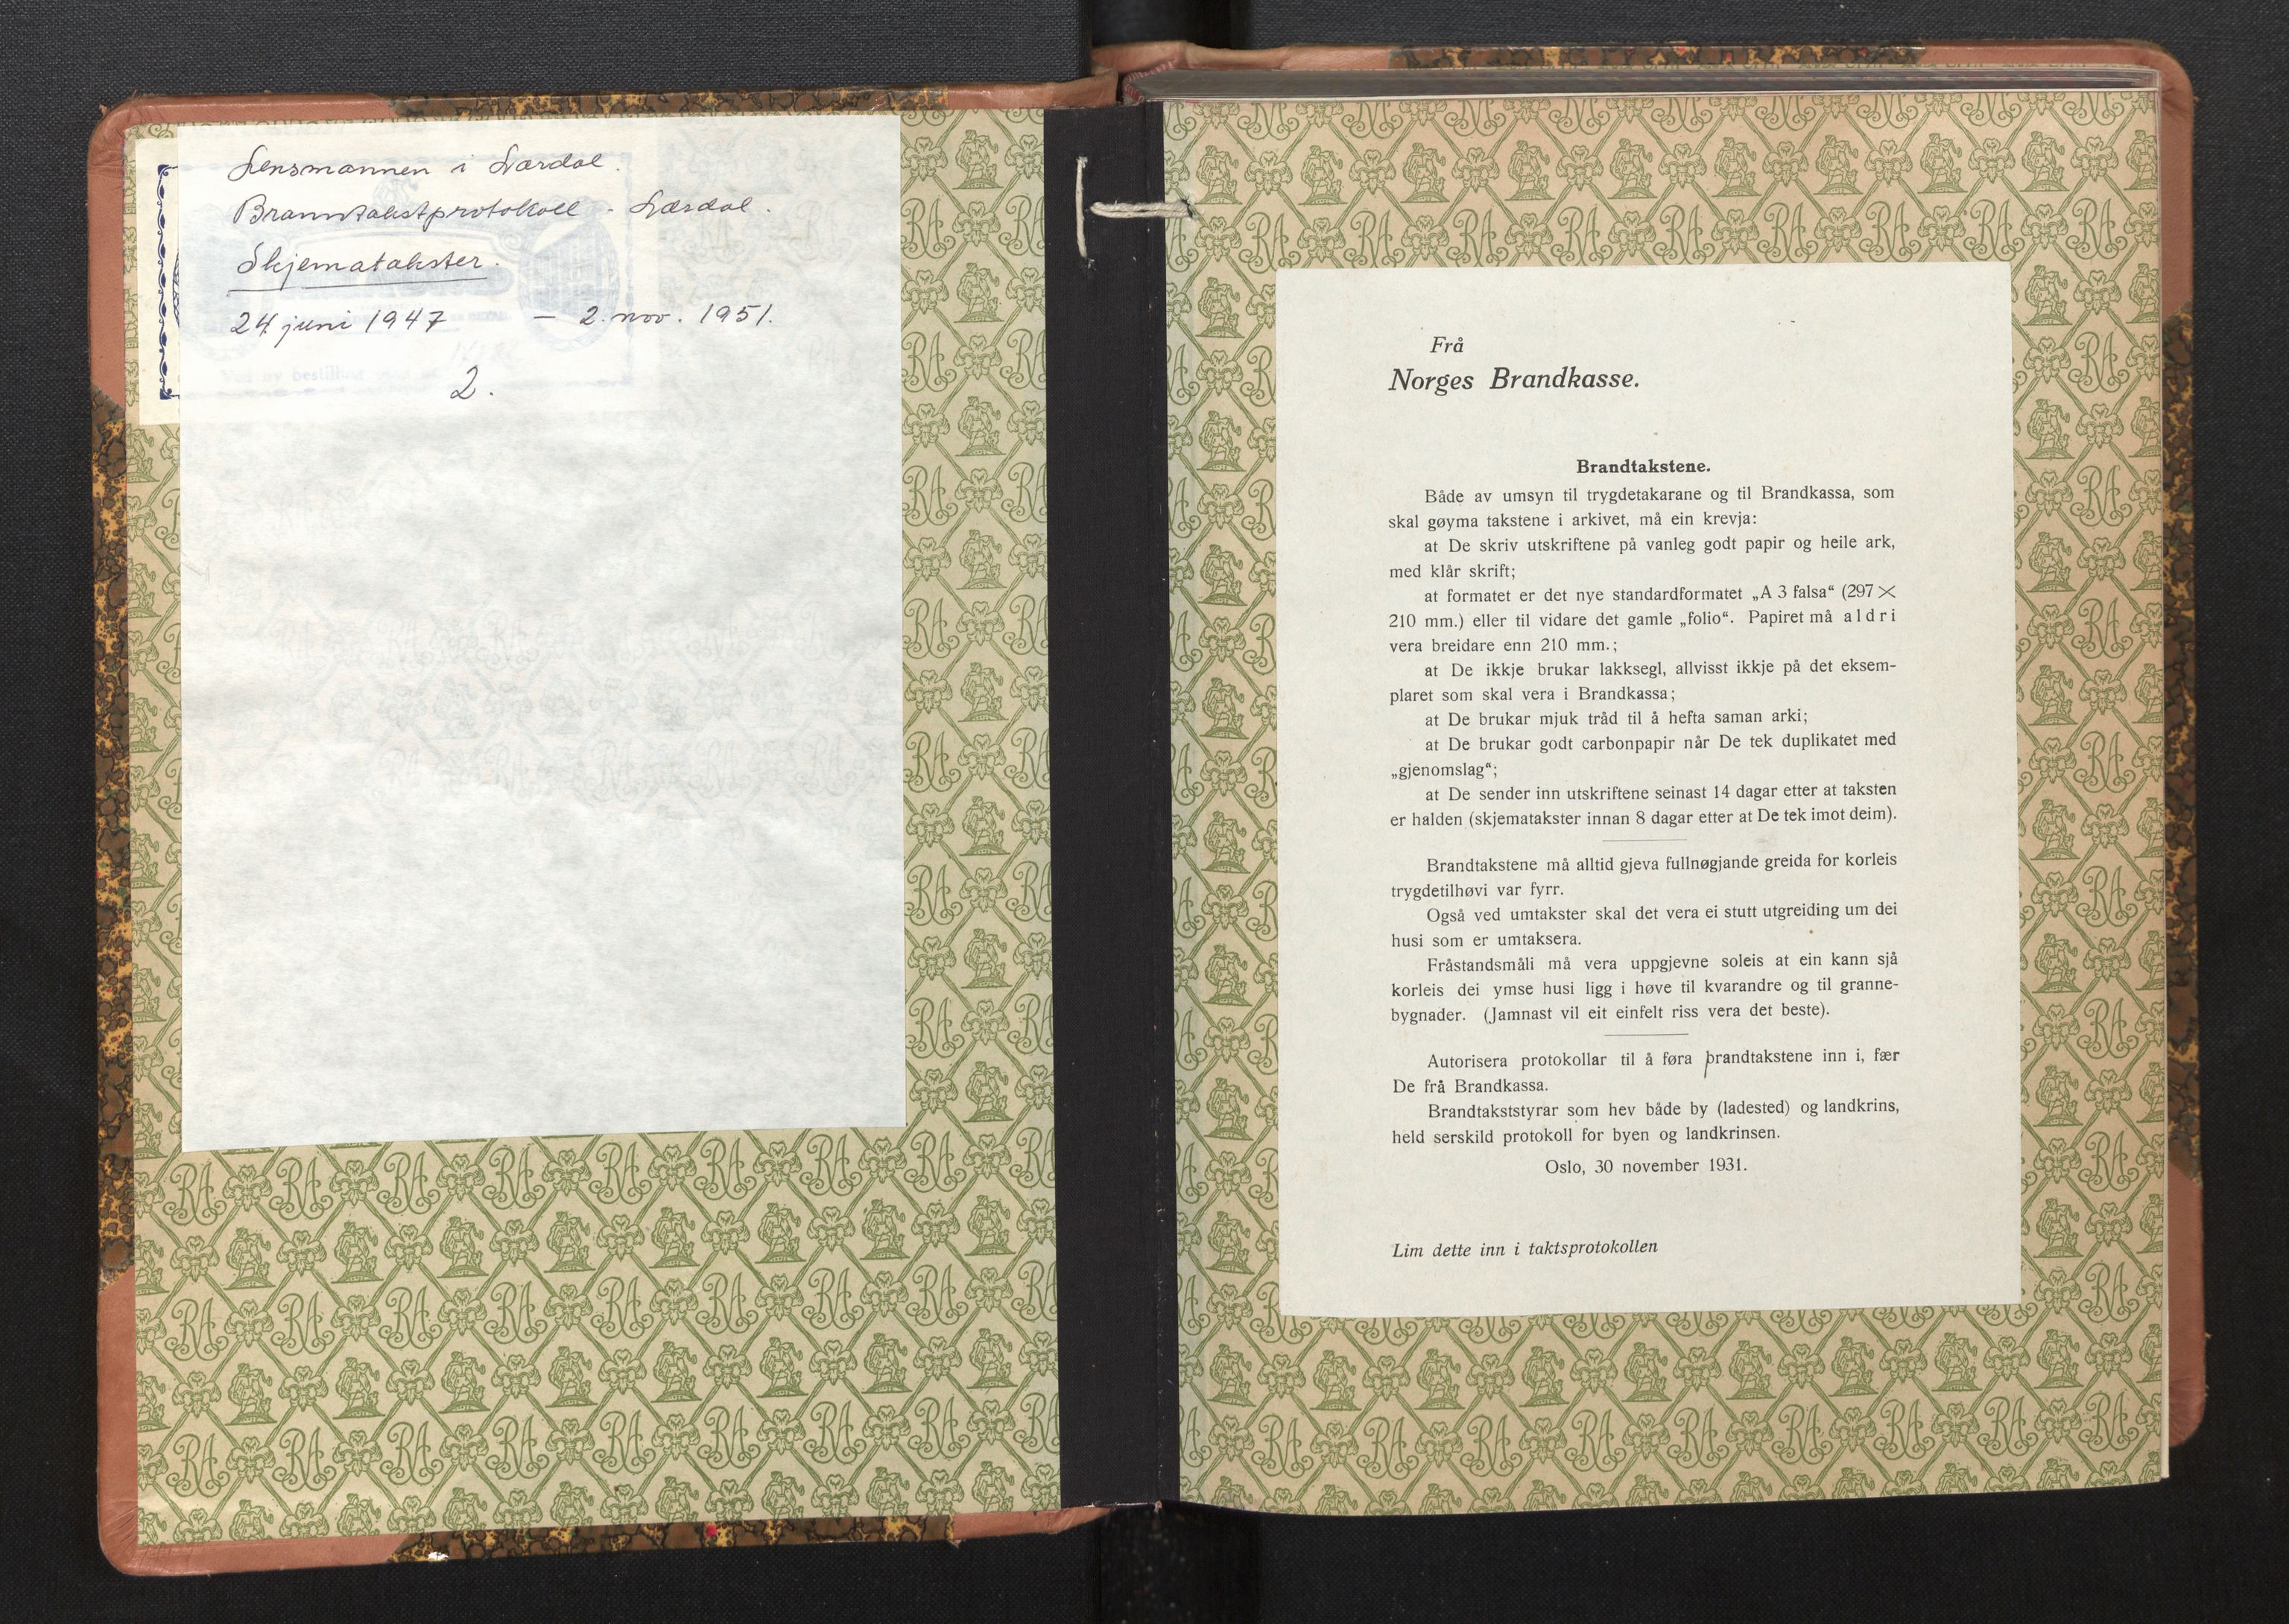 Lensmannen i Lærdal.
Branntakstprotokoll - Lærdal.
Skjematakster.
24 juni 1947 – 2. nov. 1951.
2.
Frå
Norges Brandkasse.
Brandtakstene.
Både av umsyn til trygdetakarane og til Brandkassa, som
skal gøyma takstene i arkivet, må ein krevja:
at De skriv utskriftene på vanleg godt papir og heile ark,
med klår skrift;
at formatet er det nye standardformatet „A 3 falsa“ (297 ×
210 mm.) eller til vidare det gamle „folio“. Papiret må aldri
vera breidare enn 210 mm.;
at De ikkje brukar lakksegl, allvisst ikkje på det eksem-
plaret som skal vera i Brandkassa;
at De brukar mjuk tråd til å hefta saman arki;
at De brukar godt carbonpapir når De tek duplikatet med
„gjenomslag“;
at De sender inn utskriftene seinast 14 dagar etter at taksten
er halden (skjematakster innan 8 dagar etter at De tek imot deim).
Brandtakstene må alltid gjeva fullnøgjande greida for korleis
trygdetilhøvi var fyrr.
Også ved umtakster skal det vera ei stutt utgreiding um dei
husi som er umtaksera.
Fråstandsmåli må vera uppgjevne soleis at ein kann sjå
korleis dei ymse husi ligg i høve til kvarandre og til granne-
bygnader. (Jamnast vil eit einfelt riss vera det beste).
Autorisera protokollar til å føra brandtakstene inn i, fær
De frå Brandkassa.
Brandtakststyrar som hev både by (ladested) og landkrins,
held serskild protokoll for byen og landkrinsen.
Oslo, 30 november 1931.
Lim dette inn i taktsprotokollen